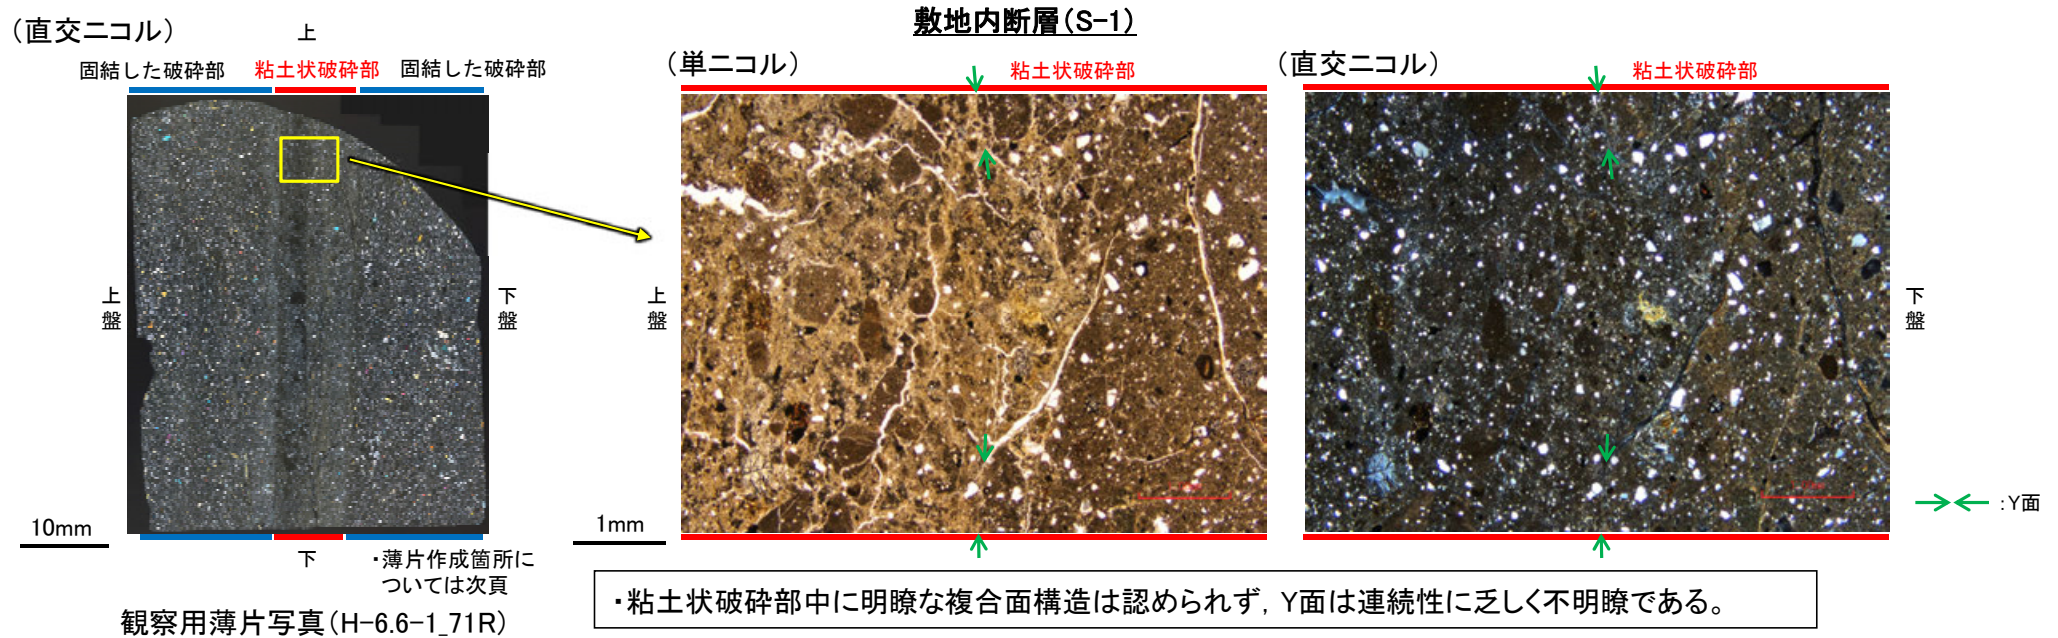 敷地内断層(S-1)
(直交ニコル)
上
固結した破砕部
粘土状破砕部
固結した破砕部
上盤
下盤
10mm
下
・薄片作成箇所に
ついては次頁
観察用薄片写真(H-6.6-1_71R)
(単ニコル)
粘土状破砕部
上盤
1mm
(直交ニコル)
粘土状破砕部
下盤
:Y面
・粘土状破砕部中に明瞭な複合面構造は認められず,Y面は連続性に乏しく不明瞭である。